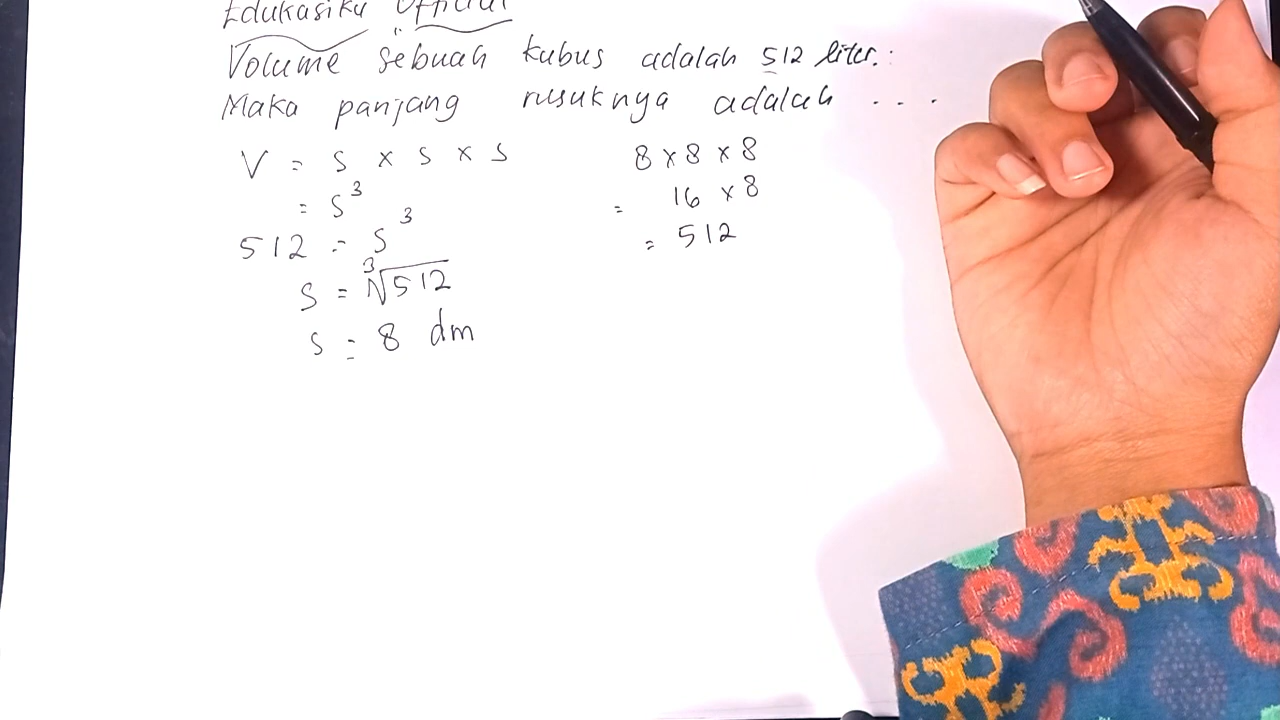 Edukasiku Official
Volume sebuah kubus adalah 512 liter.
Maka panjang rusuknya adalah ....
V = s x s x s
= s³
512 = s³
s = ∛512
s = 8 dm
8 x 8 x 8
= 16 x 8
= 512